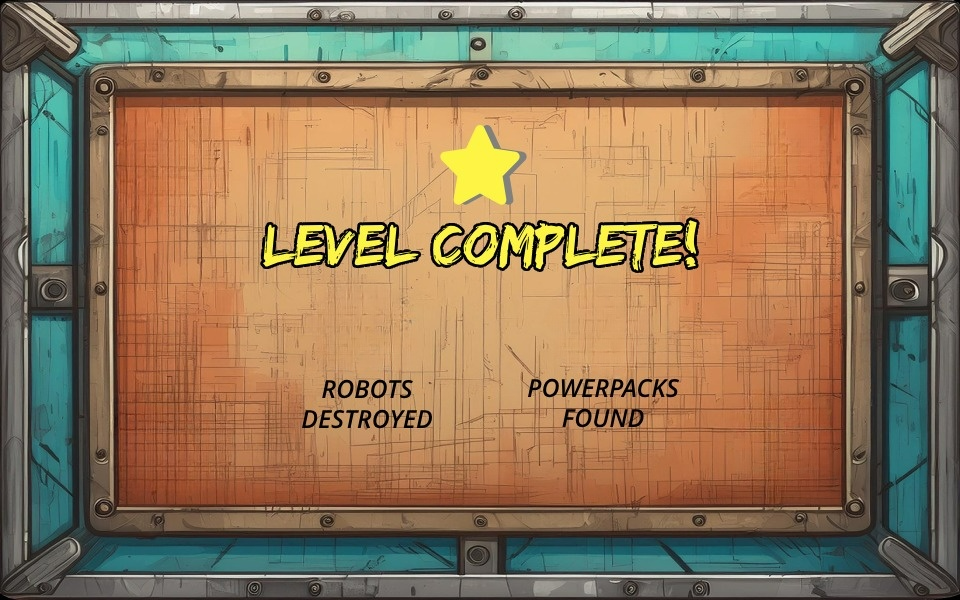 LEVEL COMPLETE!
ROBOTS
DESTROYED
POWERPACKS
FOUND